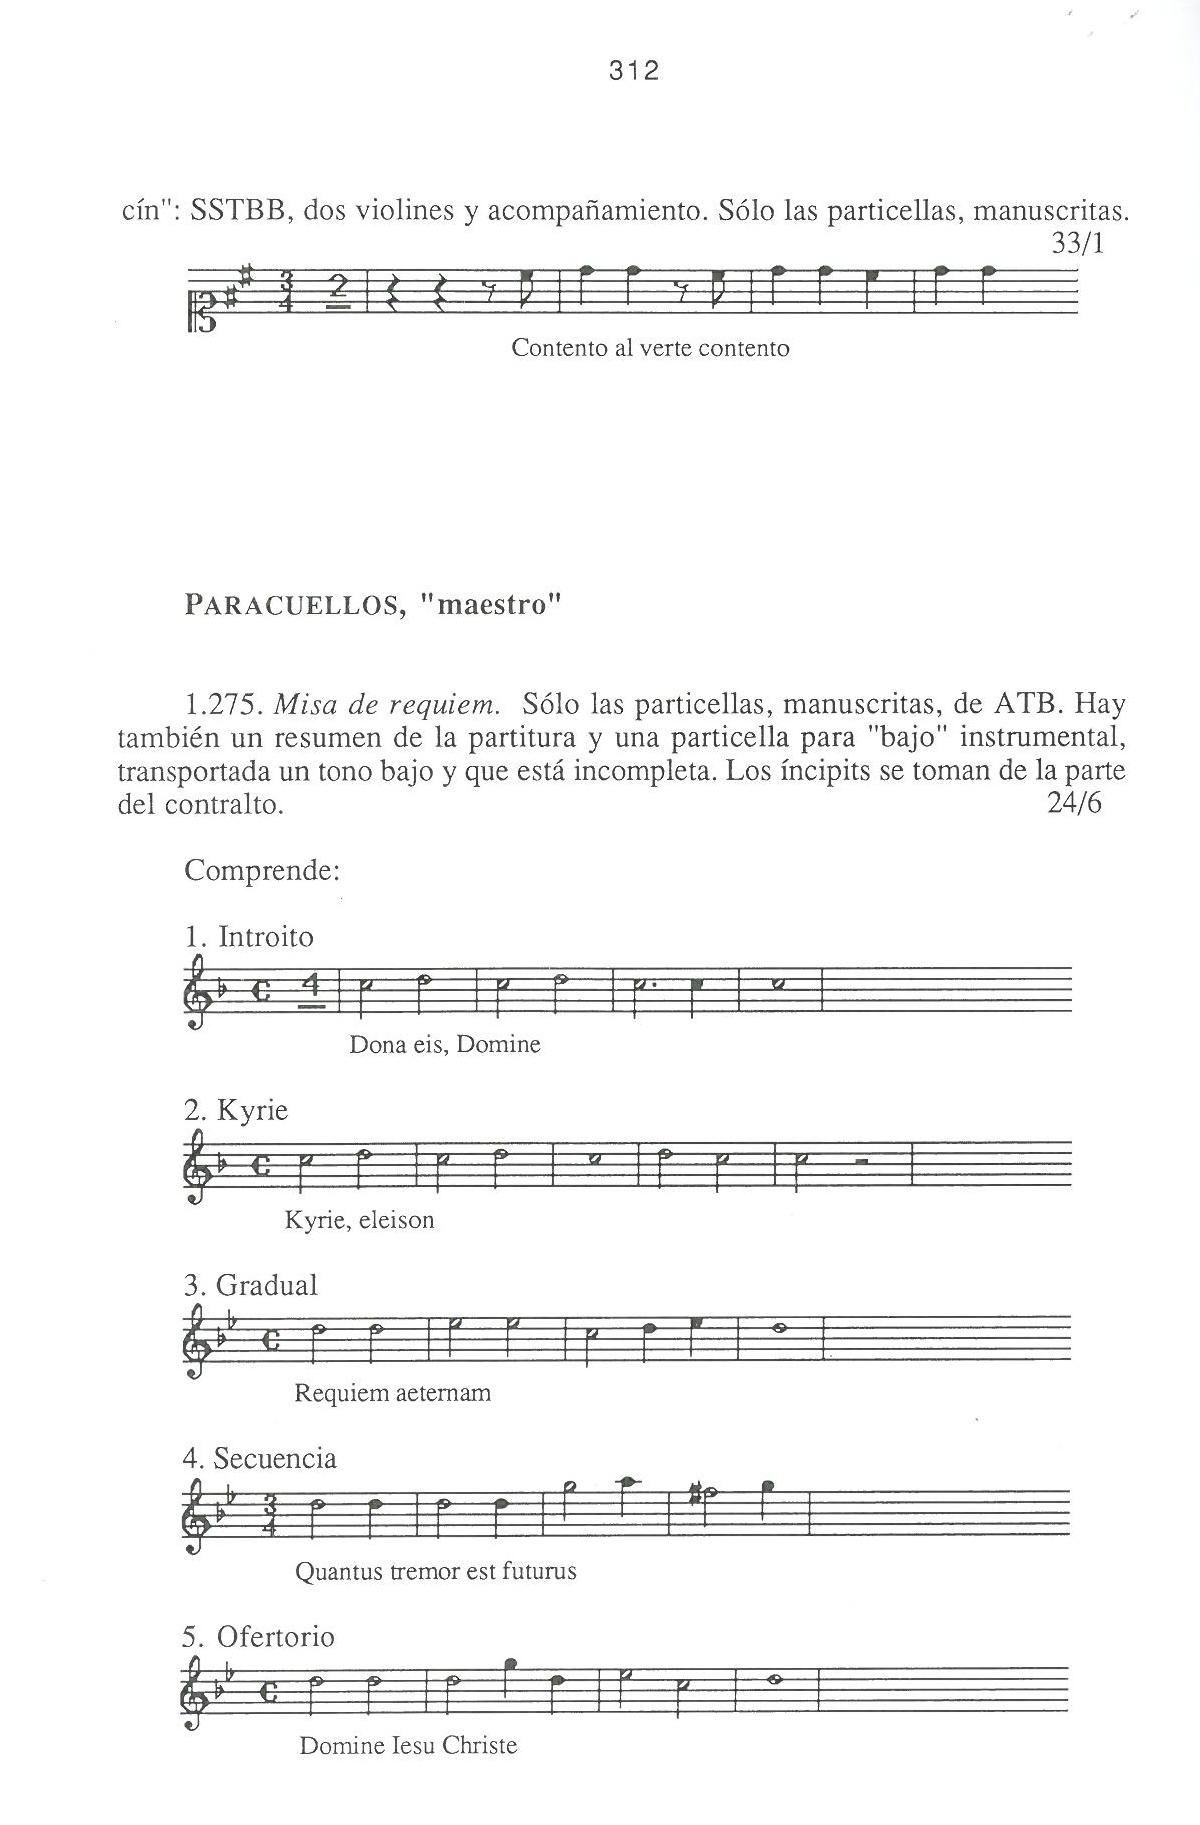 312
cín": SSTBB, dos violines y acompañamiento. Sólo las particellas, manuscritas.
33/1
3
4
2
Contento al verte contento
PARACUELLOS, "maestro"
1.275. Misa de requiem. Sólo las particellas, manuscritas, de ATB. Hay
también un resumen de la partitura y una particella para "bajo" instrumental,
transportada un tono bajo y que está incompleta. Los íncipits se toman de la parte
del contralto.
24/6
Comprende:
1. Introito
4
Dona eis, Domine
2. Kyrie
Kyrie, eleison
3. Gradual
Requiem aeternam
4. Secuencia
3
4
Quantus tremor est futurus
5. Ofertorio
Domine Iesu Christe